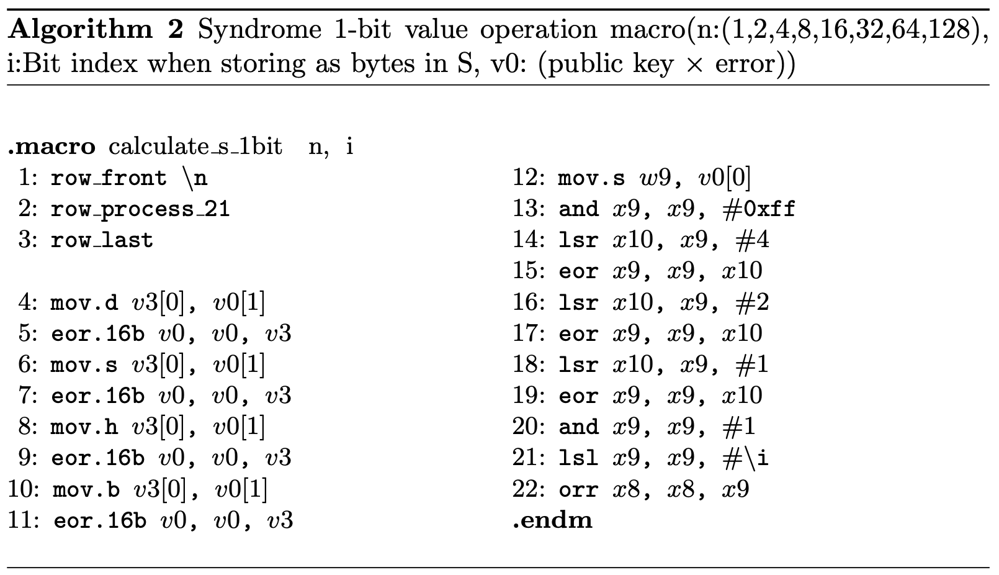 Algorithm 2 Syndrome 1-bit value operation macro(n:(1,2,4,8,16,32,64,128),
i:Bit index when storing as bytes in S, v0: (public key × error))
.macro calculate_s_1bit n, i
1: row_front \n
2: row_process_21
3: row_last
4: mov.d v3[0], v0[1]
5: eor.16b v0, v0, v3
6: mov.s v3[0], v0[1]
7: eor.16b v0, v0, v3
8: mov.h v3[0], v0[1]
9: eor.16b v0, v0, v3
10: mov.b v3[0], v0[1]
11: eor.16b v0, v0, v3
12: mov.s w9, v0[0]
13: and x9, x9, #0xff
14: lsr x10, x9, #4
15: eor x9, x9, x10
16: lsr x10, x9, #2
17: eor x9, x9, x10
18: lsr x10, x9, #1
19: eor x9, x9, x10
20: and x9, x9, #1
21: lsl x9, x9, #\i
22: orr x8, x8, x9
.endm